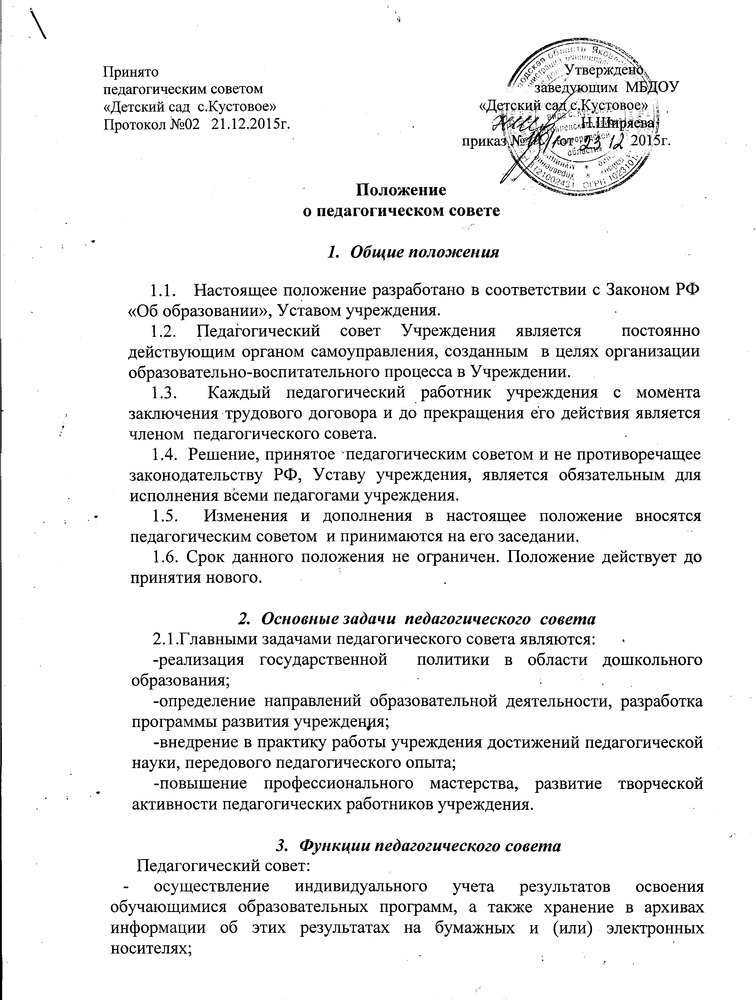 Принято
педагогическим советом
«Детский сад с.Кустовое»
Протокол №02 21.12.2015г.
Утверждено
заведующим МБДОУ
«Детский сад с.Кустовое»
Н.Ширяева
приказ № от 23 12 2015г.
Положение
о педагогическом совете
1. Общие положения
1.1. Настоящее положение разработано в соответствии с Законом РФ
«Об образовании», Уставом учреждения.
1.2. Педагогический совет Учреждения является постоянно
действующим органом самоуправления, созданным в целях организации
образовательно-воспитательного процесса в Учреждении.
1.3. Каждый педагогический работник учреждения с момента
заключения трудового договора и до прекращения его действия является
членом педагогического совета.
1.4. Решение, принятое педагогическим советом и не противоречащее
законодательству РФ, Уставу учреждения, является обязательным для
исполнения всеми педагогами учреждения.
1.5. Изменения и дополнения в настоящее положение вносятся
педагогическим советом и принимаются на его заседании.
1.6. Срок данного положения не ограничен. Положение действует до
принятия нового.
2. Основные задачи педагогического совета
2.1.Главными задачами педагогического совета являются:
-реализация государственной политики в области дошкольного
образования;
-определение направлений образовательной деятельности, разработка
программы развития учреждения;
-внедрение в практику работы учреждения достижений педагогической
науки, передового педагогического опыта;
-повышение профессионального мастерства, развитие творческой
активности педагогических работников учреждения.
3. Функции педагогического совета
Педагогический совет:
- осуществление индивидуального учета результатов освоения
обучающимися образовательных программ, а также хранение в архивах
информации об этих результатах на бумажных и (или) электронных
носителях;